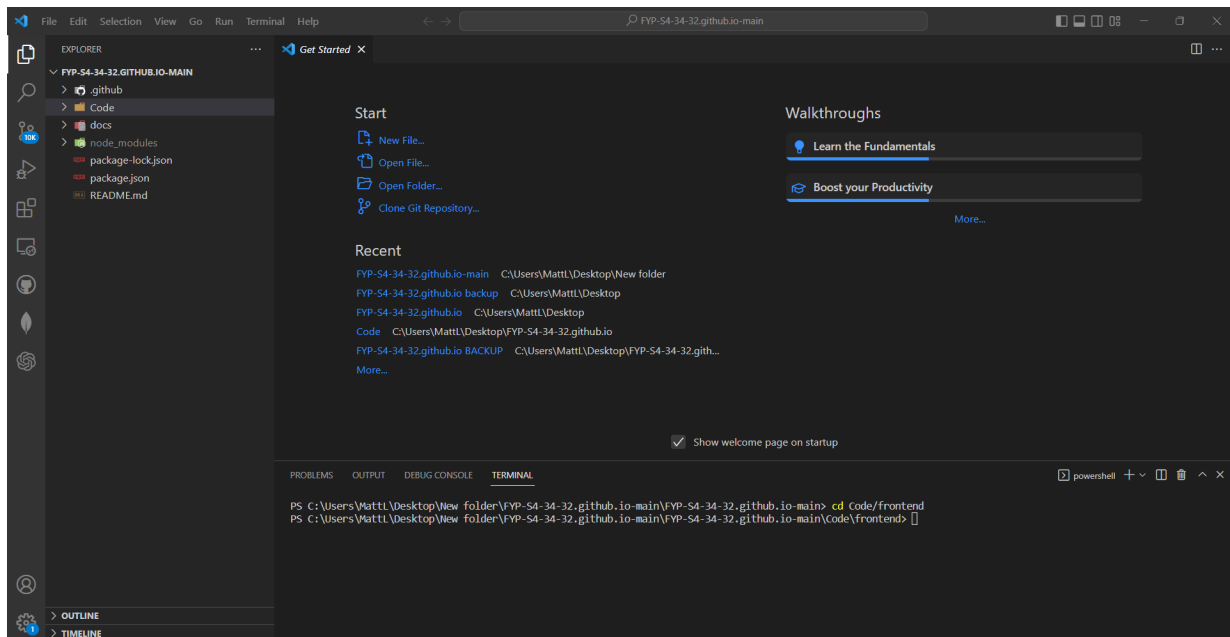 File Edit Selection View Go Run Terminal Help
FYP-S4-34-32.github.io-main
EXPLORER
Get Started
FYP-S4-34-32.GITHUB.IO-MAIN
.github
Code
docs
node_modules
package-lock.json
package.json
README.md
10K
1
OUTLINE
TIMELINE
Start
New File...
Open File...
Open Folder...
Clone Git Repository...
Recent
FYP-S4-34-32.github.io-main C:\Users\MattL\Desktop\New folder
FYP-S4-34-32.github.io backup C:\Users\MattL\Desktop
FYP-S4-34-32.github.io C:\Users\MattL\Desktop
Code C:\Users\MattL\Desktop\FYP-S4-34-32.github.io
FYP-S4-34-32.github.io BACKUP C:\Users\MattL\Desktop\FYP-S4-34-32.gith...
More...
Walkthroughs
Learn the Fundamentals
Boost your Productivity
More...
Show welcome page on startup
PROBLEMS OUTPUT DEBUG CONSOLE TERMINAL
powershell
PS C:\Users\MattL\Desktop\New folder\FYP-S4-34-32.github.io-main\FYP-S4-34-32.github.io-main> cd Code/frontend
PS C:\Users\MattL\Desktop\New folder\FYP-S4-34-32.github.io-main\FYP-S4-34-32.github.io-main\Code\frontend>